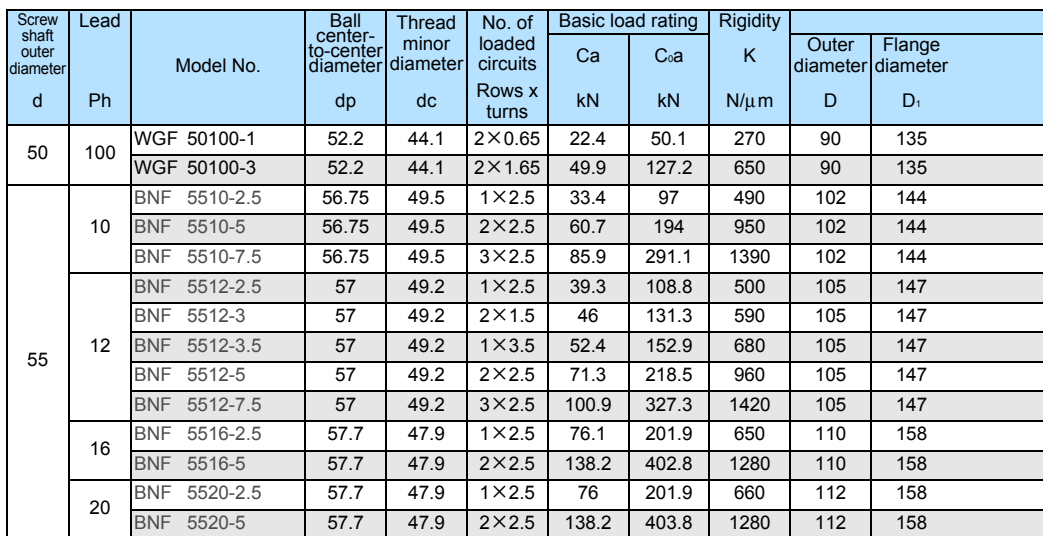 Screw shaft outer diameter Lead Model No. Ball center-to-center diameter Thread minor diameter No. of loaded circuits Basic load rating Rigidity
Ca C₀a K Outer diameter Flange diameter
d Ph dp dc Rows x turns kN kN N/μm D D₁
50 100 WGF 50100-1 52.2 44.1 2×0.65 22.4 50.1 270 90 135
WGF 50100-3 52.2 44.1 2×1.65 49.9 127.2 650 90 135
55 10 BNF 5510-2.5 56.75 49.5 1×2.5 33.4 97 490 102 144
BNF 5510-5 56.75 49.5 2×2.5 60.7 194 950 102 144
BNF 5510-7.5 56.75 49.5 3×2.5 85.9 291.1 1390 102 144
12 BNF 5512-2.5 57 49.2 1×2.5 39.3 108.8 500 105 147
BNF 5512-3 57 49.2 2×1.5 46 131.3 590 105 147
BNF 5512-3.5 57 49.2 1×3.5 52.4 152.9 680 105 147
BNF 5512-5 57 49.2 2×2.5 71.3 218.5 960 105 147
BNF 5512-7.5 57 49.2 3×2.5 100.9 327.3 1420 105 147
16 BNF 5516-2.5 57.7 47.9 1×2.5 76.1 201.9 650 110 158
BNF 5516-5 57.7 47.9 2×2.5 138.2 402.8 1280 110 158
20 BNF 5520-2.5 57.7 47.9 1×2.5 76 201.9 660 112 158
BNF 5520-5 57.7 47.9 2×2.5 138.2 403.8 1280 112 158